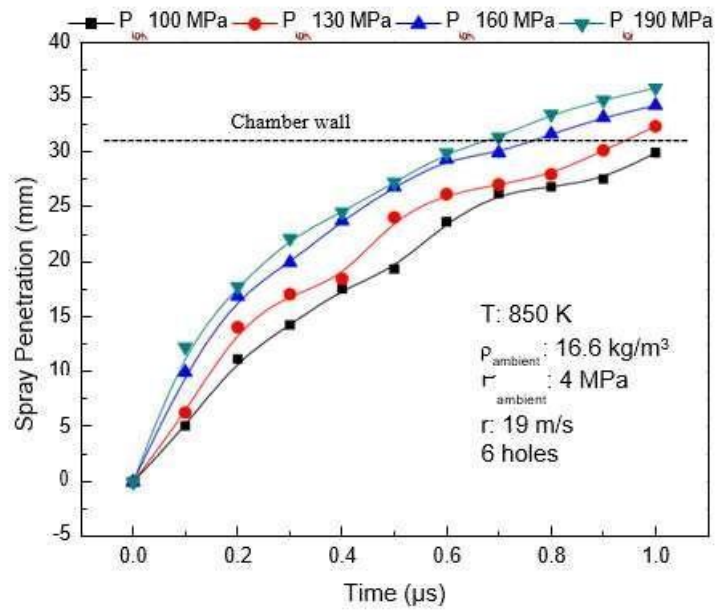 P 100 MPa P 130 MPa P 160 MPa P 190 MPa
40
35
Chamber wall
30
25
20
15
T: 850 K
ρambient: 16.6 kg/m³
10
ambient: 4 MPa
5
r: 19 m/s
6 holes
0
-5
0.0 0.2 0.4 0.6 0.8 1.0
Spray Penetration (mm)
Time (μs)